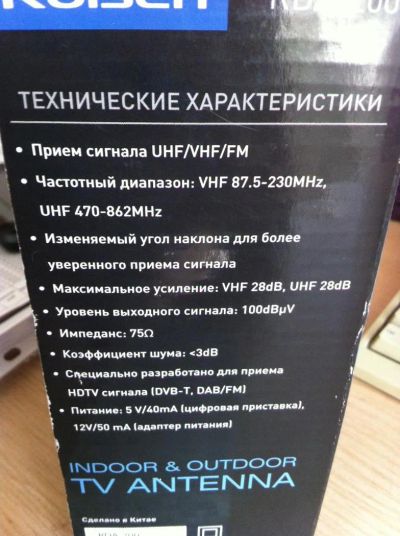 ТЕХНИЧЕСКИЕ ХАРАКТЕРИСТИКИ
• Прием сигнала UHF/VHF/FM
• Частотный диапазон: VHF 87.5-230MHz,
UHF 470-862MHz
• Изменяемый угол наклона для более
уверенного приема сигнала
• Максимальное усиление: VHF 28dB, UHF 28dB
• Уровень выходного сигнала: 100dBµV
• Импеданс: 75Ω
• Коэффициент шума: <3dB
• Специально разработано для приема
HDTV сигнала (DVB-T, DAB/FM)
• Питание: 5 V/40mA (цифровая приставка),
12V/50 mA (адаптер питания)
INDOOR & OUTDOOR
TV ANTENNA
Сделано в Китае